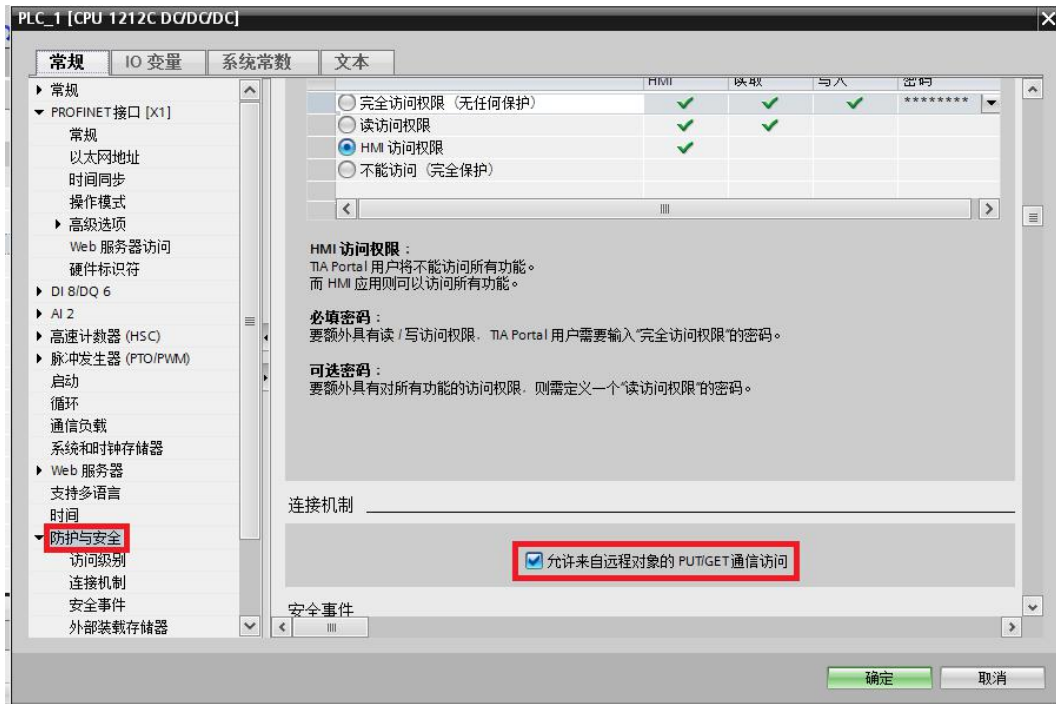 PLC_1 [CPU 1212C DC/DC/DC]
常规
IO 变量
系统常数
文本
常规
PROFINET接口 [X1]
常规
以太网地址
时间同步
操作模式
高级选项
Web 服务器访问
硬件标识符
DI 8/DQ 6
AI 2
高速计数器 (HSC)
脉冲发生器 (PTO/PWM)
启动
循环
通信负载
系统和时钟存储器
Web 服务器
支持多语言
时间
防护与安全
访问级别
连接机制
安全事件
外部装载存储器
HMI 读取 写入 密码
完全访问权限（无任何保护） ********
读访问权限
HMI 访问权限
不能访问（完全保护）
HMI 访问权限：
TIA Portal 用户将不能访问所有功能。
而 HMI 应用则可以访问所有功能。
必填密码：
要额外具有读 / 写访问权限，TIA Portal 用户需要输入“完全访问权限”的密码。
可选密码：
要额外具有对所有功能的访问权限，则需定义一个“读访问权限”的密码。
连接机制
允许来自远程对象的 PUT/GET通信访问
安全事件
确定
取消